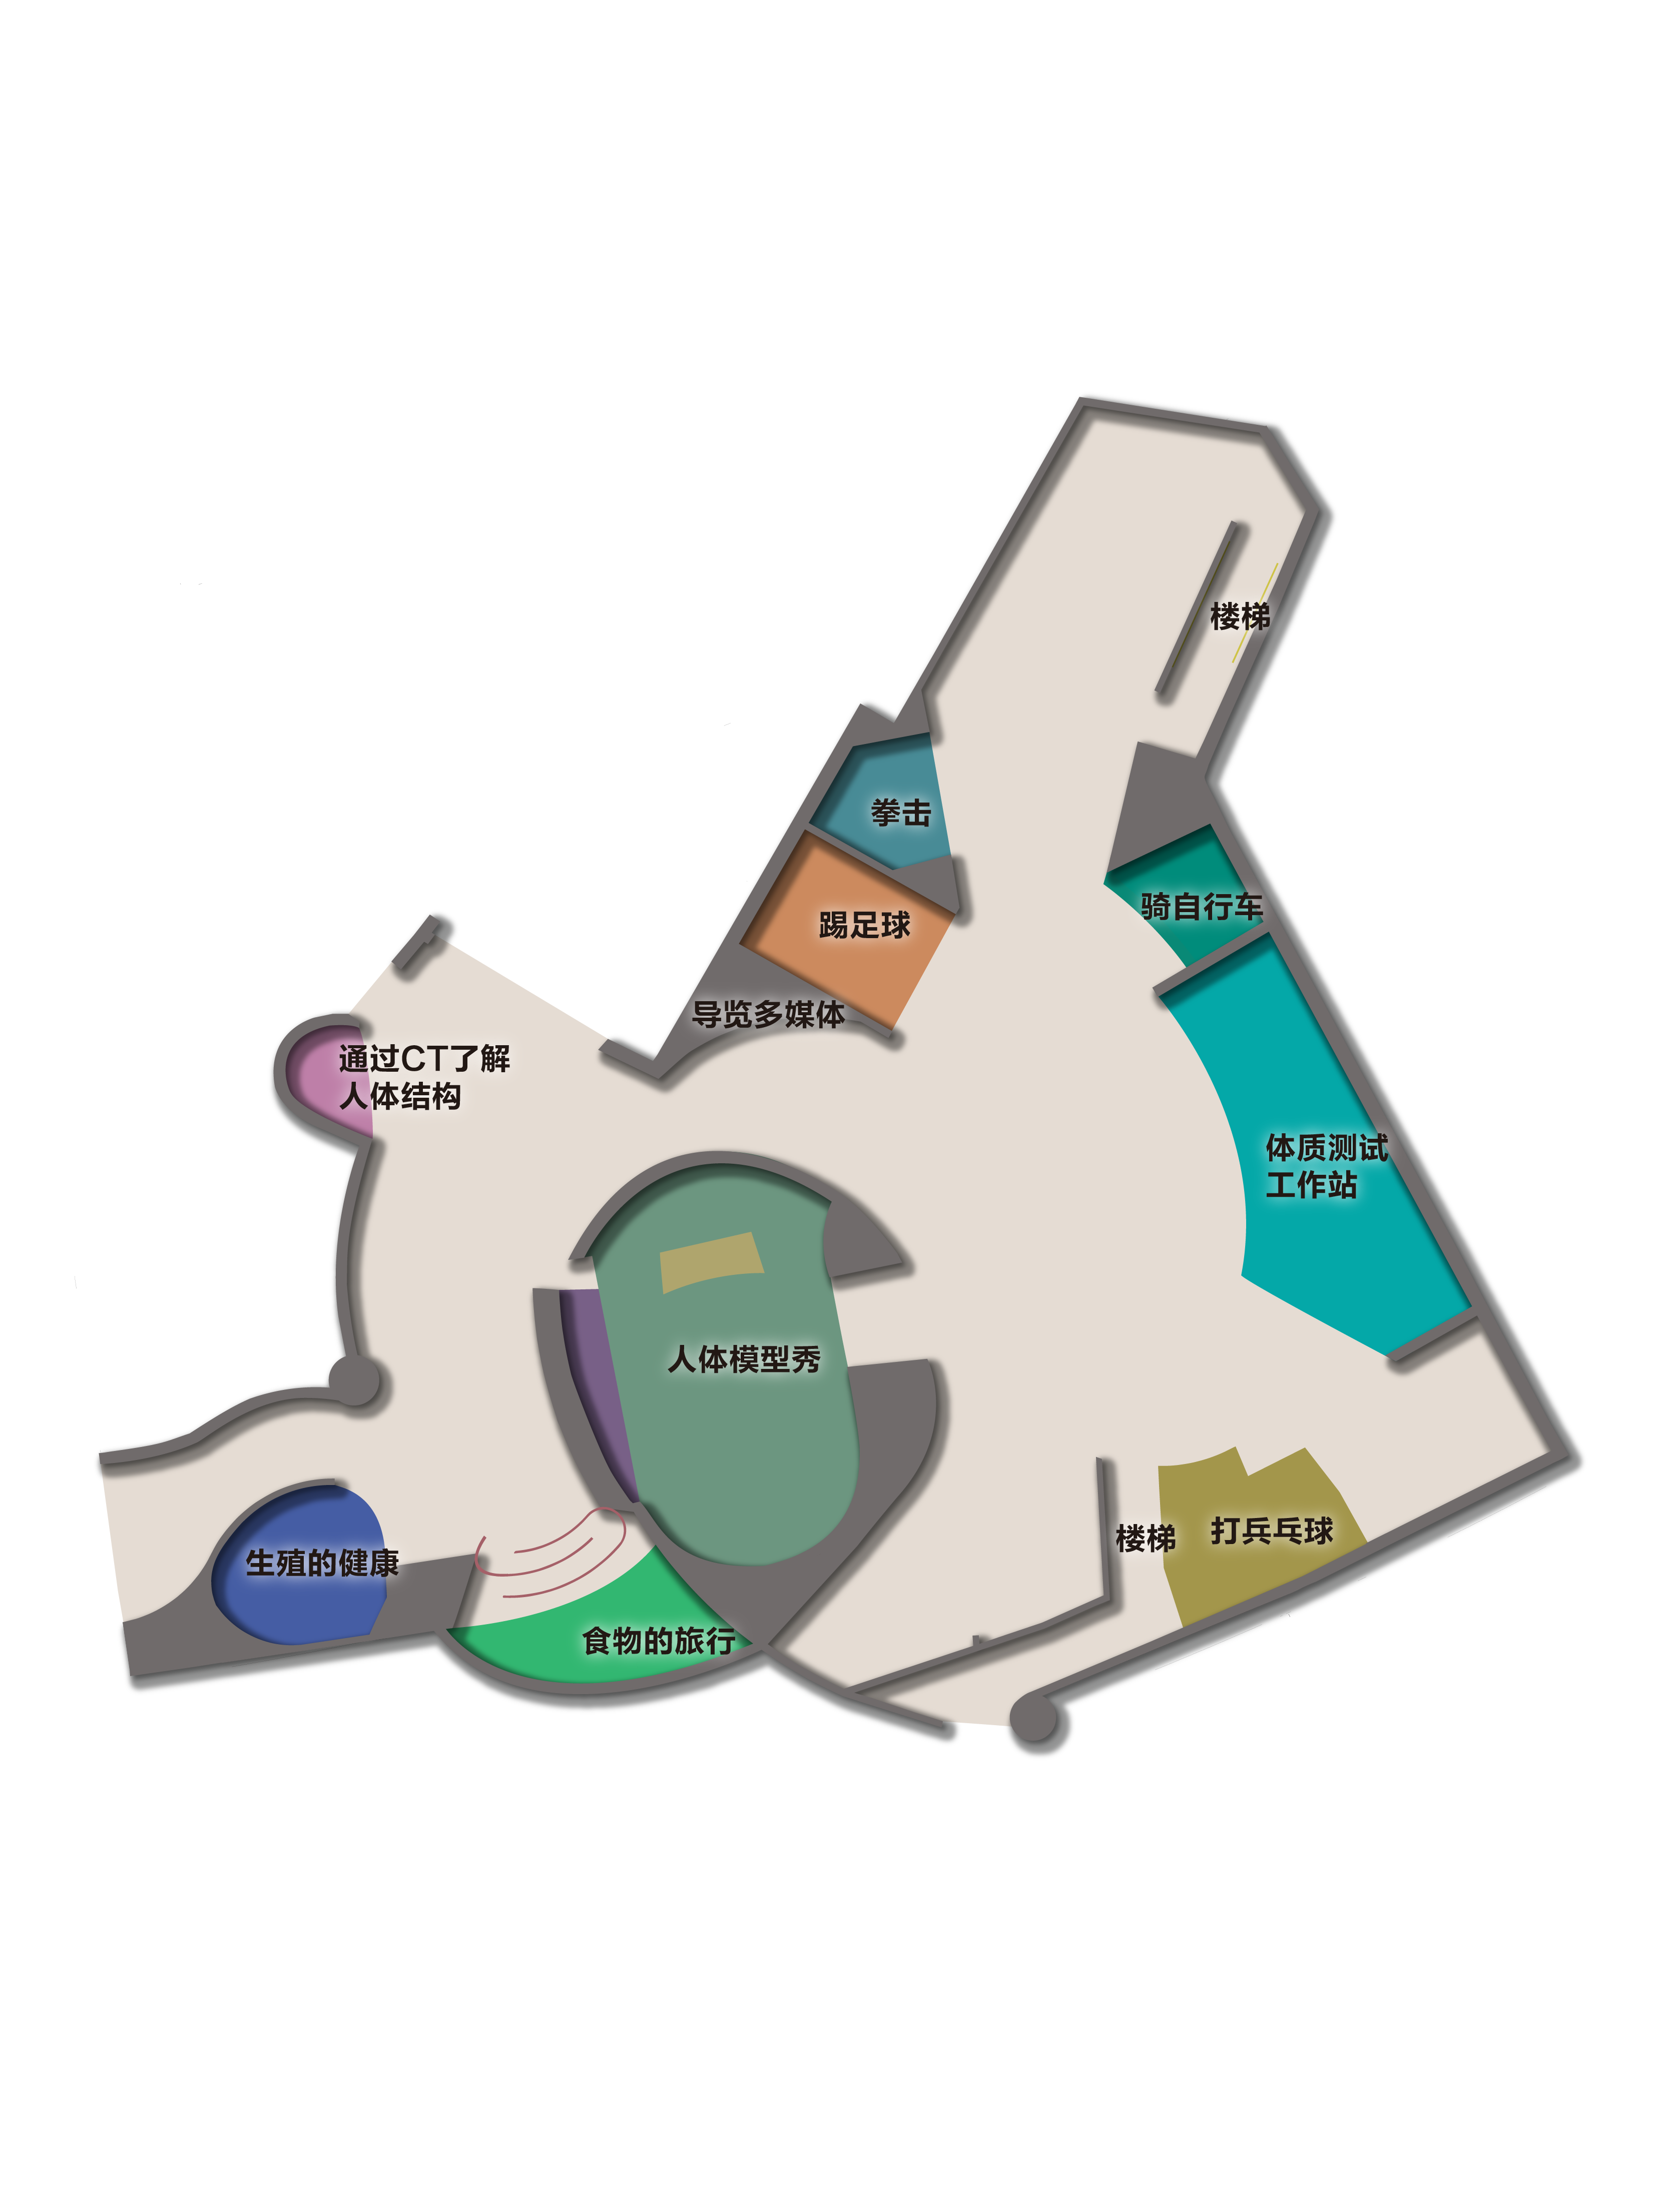 楼梯
拳击
骑自行车
踢足球
导览多媒体
通过CT了解
人体结构
体质测试
工作站
人体模型秀
打兵乓球
楼梯
生殖的健康
食物的旅行